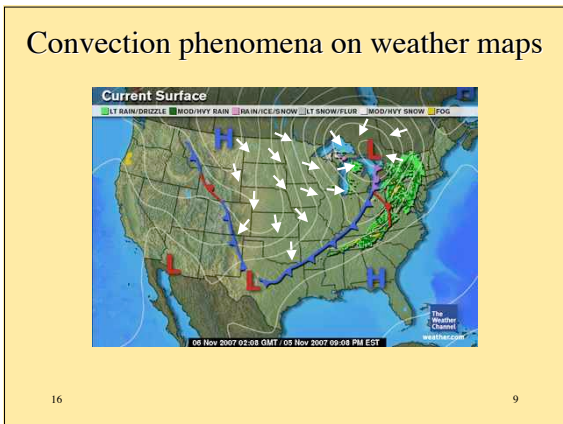 Convection phenomena on weather maps
Current Surface
LT RAIN/DRIZZLE MOD/HVY RAIN RAIN/ICE/SNOW LT SNOW/FLUR MOD/HVY SNOW FOG
H
H
L
L
L
H
The
Weather
Channel
weather.com
06 Nov 2007 02:08 GMT / 05 Nov 2007 09:08 PM EST
16 9